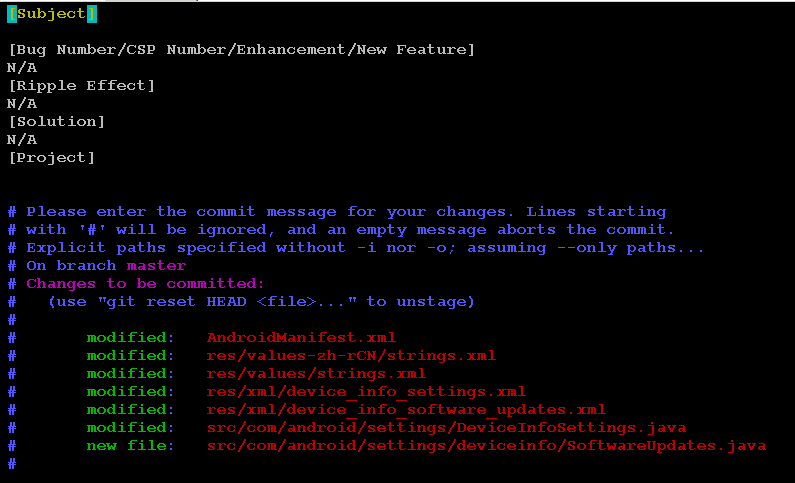 [Subject]
[Bug Number/CSP Number/Enhancement/New Feature]
N/A
[Ripple Effect]
N/A
[Solution]
N/A
[Project]
# Please enter the commit message for your changes. Lines starting
# with '#' will be ignored, and an empty message aborts the commit.
# Explicit paths specified without -i nor -o; assuming --only paths...
# On branch master
# Changes to be committed:
#   (use "git reset HEAD <file>..." to unstage)
#
#       modified:   AndroidManifest.xml
#       modified:   res/values-zh-rCN/strings.xml
#       modified:   res/values/strings.xml
#       modified:   res/xml/device_info_settings.xml
#       modified:   res/xml/device_info_software_updates.xml
#       modified:   src/com/android/settings/DeviceInfoSettings.java
#       new file:   src/com/android/settings/deviceinfo/SoftwareUpdates.java
#